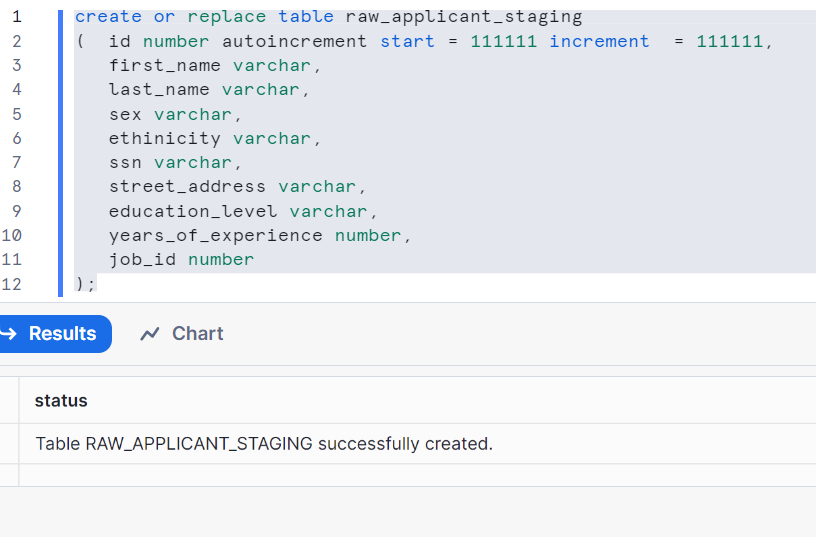 1 create or replace table raw_applicant_staging
2 ( id number autoincrement start = 111111 increment = 111111,
3 first_name varchar,
4 last_name varchar,
5 sex varchar,
6 ethinicity varchar,
7 ssn varchar,
8 street_address varchar,
9 education_level varchar,
10 years_of_experience number,
11 job_id number
12 );
Results Chart
status
Table RAW_APPLICANT_STAGING successfully created.